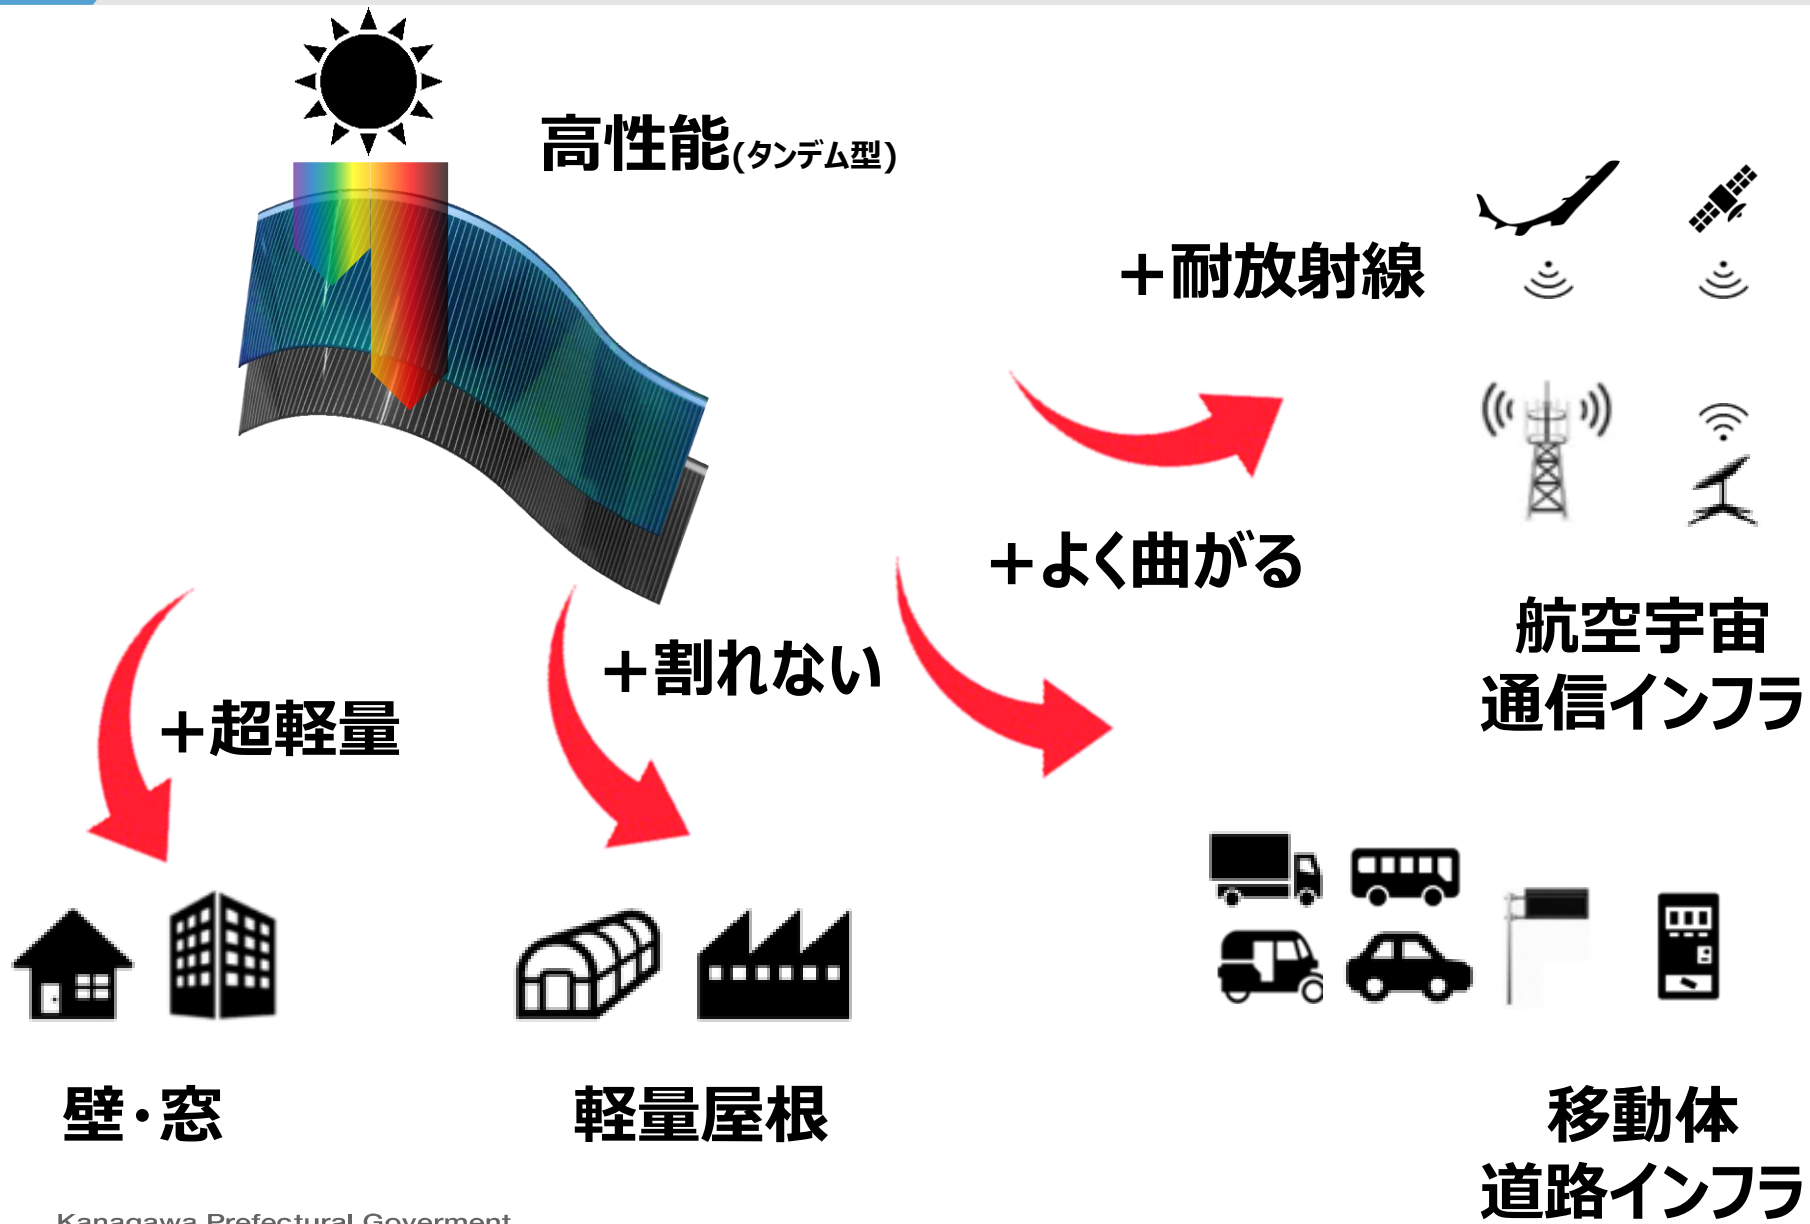 高性能(タンデム型)
＋耐放射線
＋よく曲がる
＋割れない
＋超軽量
航空宇宙
通信インフラ
壁・窓
軽量屋根
移動体
道路インフラ
Kanagawa Prefectural Goverment